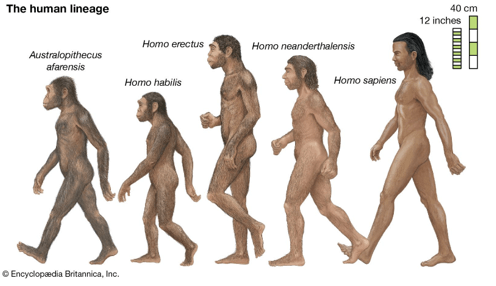 The human lineage
40 cm
12 inches
Australopithecus
afarensis
Homo habilis
Homo erectus
Homo neanderthalensis
Homo sapiens
© Encyclopædia Britannica, Inc.